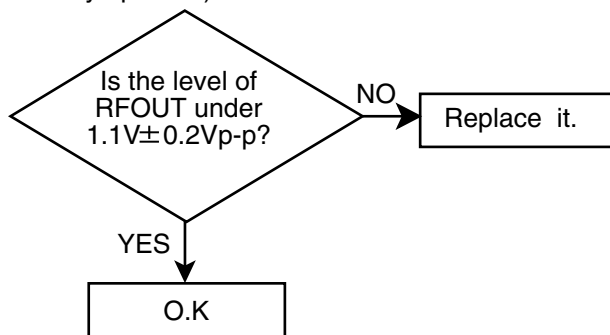 Is the level of
RFOUT under
1.1V±0.2Vp-p?
NO
Replace it.
YES
O.K